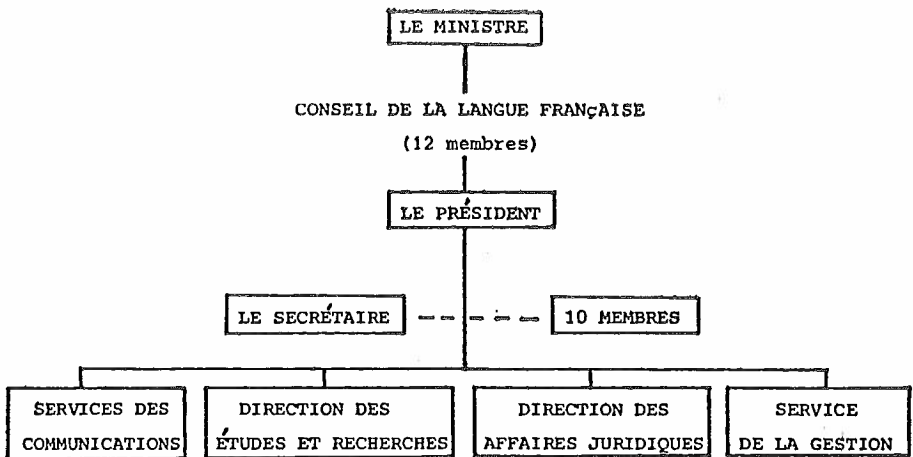 LE MINISTRE
CONSEIL DE LA LANGUE FRANÇAISE
(12 membres)
LE PRÉSIDENT
LE SECRÉTAIRE
10 MEMBRES
SERVICES DES
COMMUNICATIONS
DIRECTION DES
ÉTUDES ET RECHERCHES
DIRECTION DES
AFFAIRES JURIDIQUES
SERVICE
DE LA GESTION